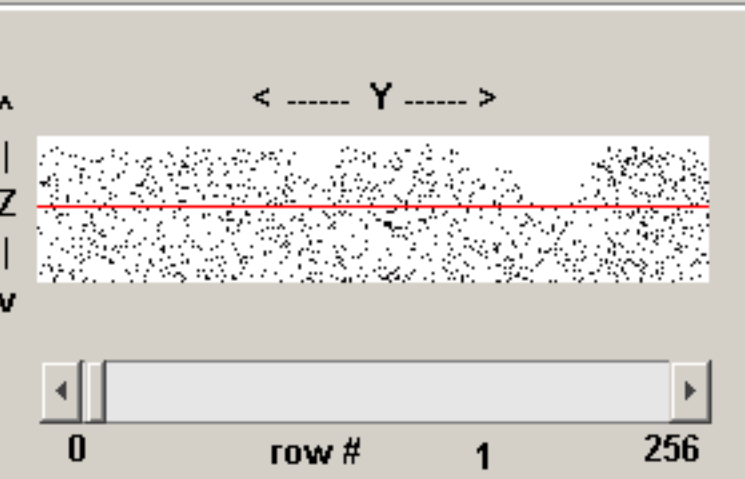 < ------ Y ------ >
^
|
Z
|
v
0 row # 1 256